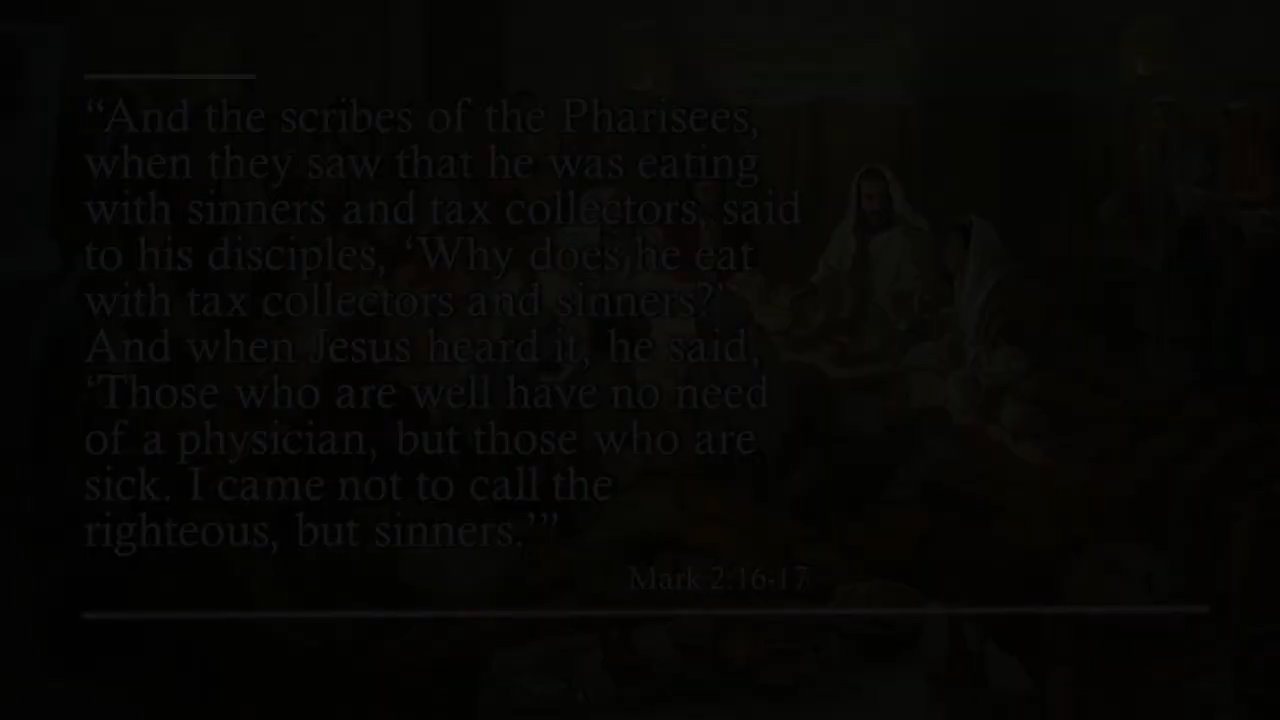 “And the scribes of the Pharisees,
when they saw that he was eating
with sinners and tax collectors, said
to his disciples, ‘Why does he eat
with tax collectors and sinners?’
And when Jesus heard it, he said,
‘Those who are well have no need
of a physician, but those who are
sick. I came not to call the
righteous, but sinners.’”
Mark 2:16-17